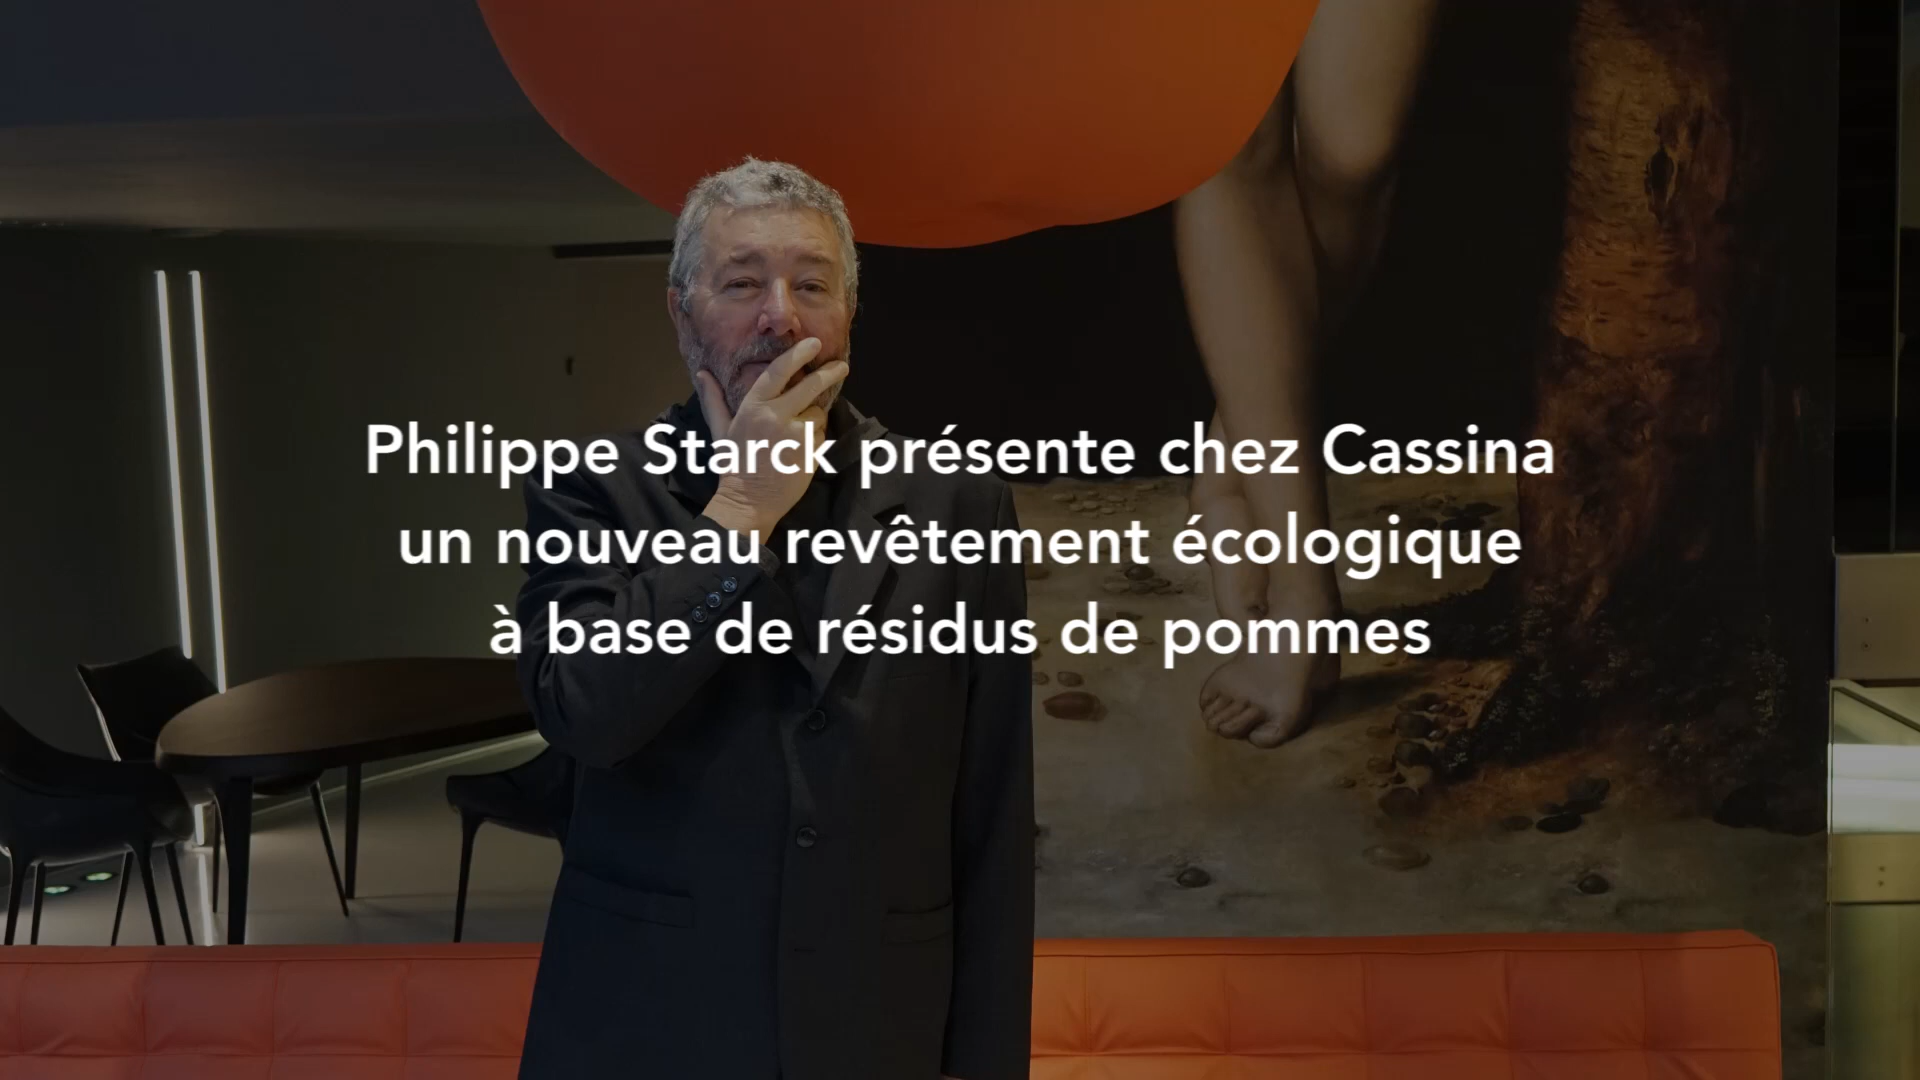 Philippe Starck présente chez Cassina
un nouveau revêtement écologique
à base de résidus de pommes